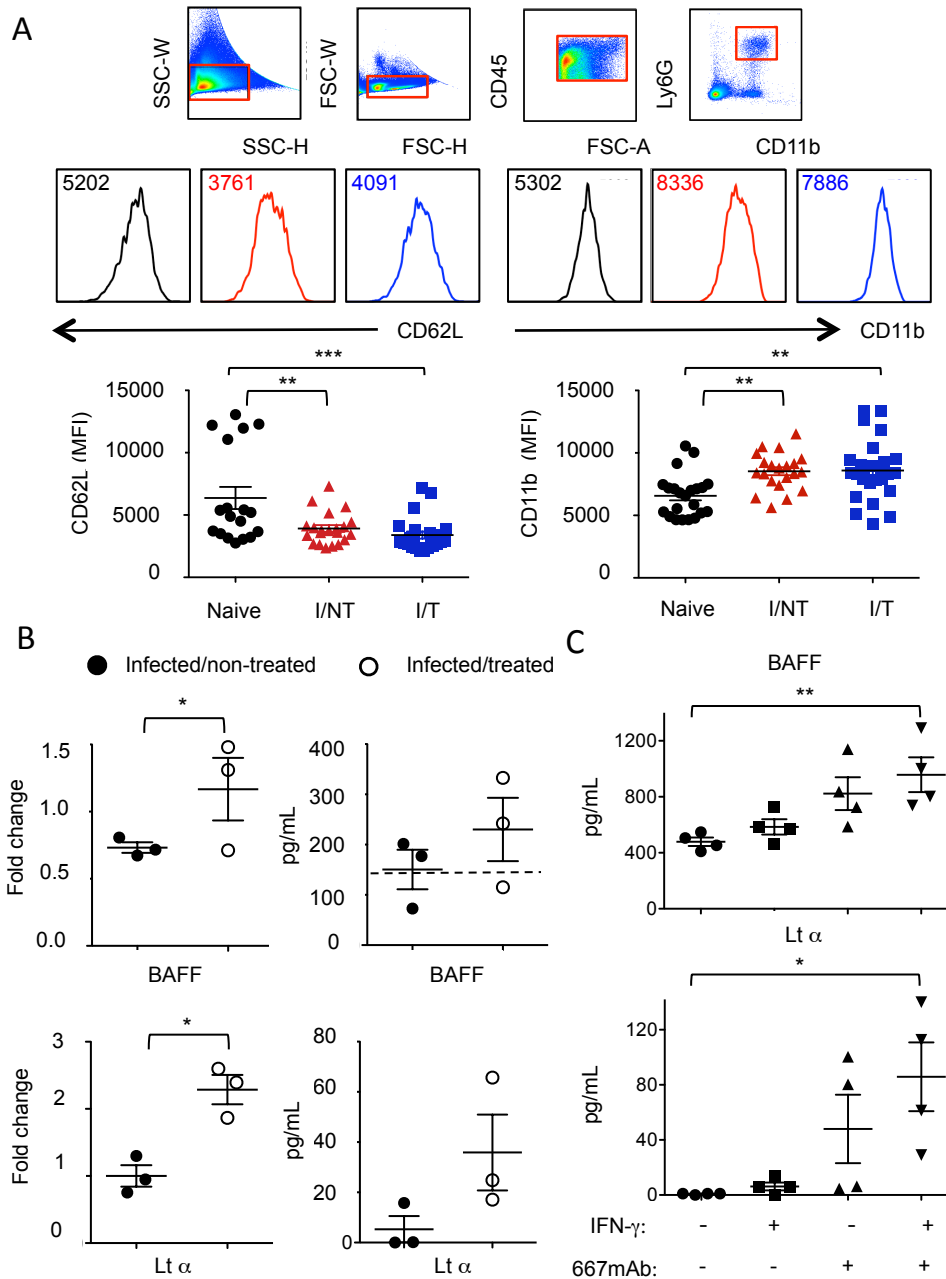 A
SSC-W
FSC-W
CD45
Ly6G
SSC-H
FSC-H
FSC-A
CD11b
5202
3761
4091
5302
8336
7886
CD62L
CD11b
***
**
**
**
CD62L (MFI)
15000
10000
5000
0
Naive
I/NT
I/T
CD11b (MFI)
15000
10000
5000
0
Naive
I/NT
I/T
B
Infected/non-treated
Infected/treated
*
Fold change
1.5
1.0
0.5
0.0
pg/mL
400
300
200
100
0
BAFF
BAFF
*
Fold change
3
2
1
0
Lt α
pg/mL
80
60
40
20
0
Lt α
C
BAFF
**
pg/mL
1200
800
400
0
Lt α
*
pg/mL
120
80
40
0
IFN-γ: - + - +
667mAb: - - + +